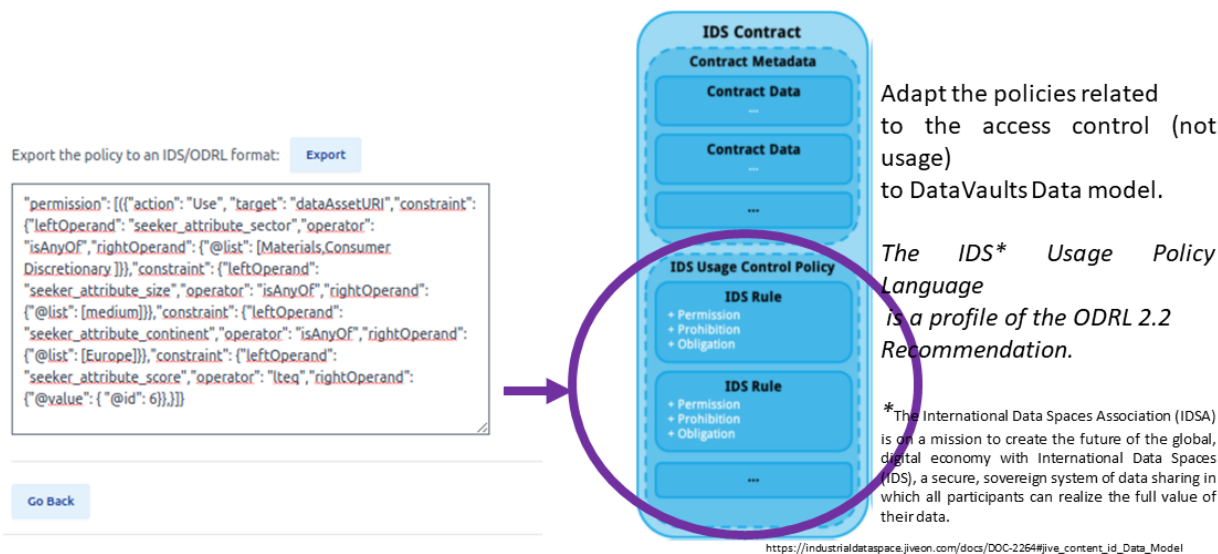 Export the policy to an IDS/ODRL format:
Export
"permission": [({"action": "Use", "target": "dataAssetURI","constraint":
{"leftOperand": "seeker_attribute_sector","operator":
"isAnyOf","rightOperand": {"@list": [Materials,Consumer
Discretionary ]}},"constraint": {"leftOperand":
"seeker_attribute_size","operator": "isAnyOf","rightOperand":
{"@list": [medium]}},"constraint": {"leftOperand":
"seeker_attribute_continent","operator": "isAnyOf","rightOperand":
{"@list": [Europe]}},"constraint": {"leftOperand":
"seeker_attribute_score","operator": "lteq","rightOperand":
{"@value": { "@id": 6}},}]}
Go Back
IDS Contract
Contract Metadata
Contract Data
...
Contract Data
...
...
IDS Usage Control Policy
IDS Rule
+ Permission
+ Prohibition
+ Obligation
IDS Rule
+ Permission
+ Prohibition
+ Obligation
...
Adapt the policies related
to the access control (not
usage)
to DataVaults Data model.
The IDS* Usage Policy
Language
is a profile of the ODRL 2.2
Recommendation.
*The International Data Spaces Association (IDSA)
is on a mission to create the future of the global,
digital economy with International Data Spaces
(IDS), a secure, sovereign system of data sharing in
which all participants can realize the full value of
their data.
https://industrialdataspace.jiveon.com/docs/DOC-2264#jive_content_id_Data_Model